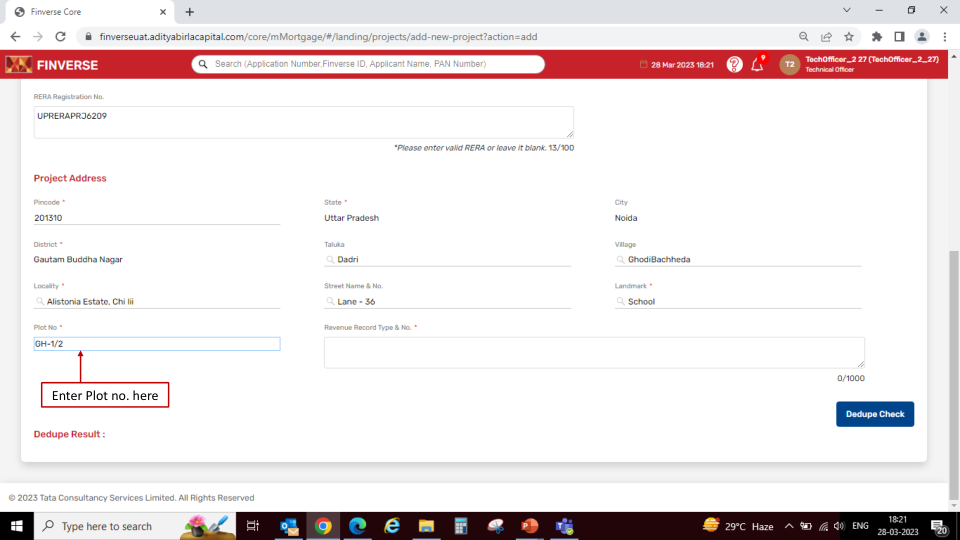 Finverse Core
finverseuat.adityabirlacapital.com/core/mMortgage/#/landing/projects/add-new-project?action=add
FINVERSE
Search (Application Number,Finverse ID, Applicant Name, PAN Number)
28 Mar 2023 18:21
T2
TechOfficer_2 27 (TechOfficer_2_27)
Technical Officer
RERA Registration No.
UPRERAPRJ6209
*Please enter valid RERA or leave it blank. 13/100
Project Address
Pincode *
State *
City
201310
Uttar Pradesh
Noida
District *
Taluka
Village
Gautam Buddha Nagar
Dadri
GhodiBachheda
Locality *
Street Name & No.
Landmark *
Alistonia Estate, Chi Iii
Lane - 36
School
Plot No *
Revenue Record Type & No. *
GH-1/2
0/1000
Enter Plot no. here
Dedupe Check
Dedupe Result :
© 2023 Tata Consultancy Services Limited. All Rights Reserved
Type here to search
29°C Haze
ENG
18:21
28-03-2023
20